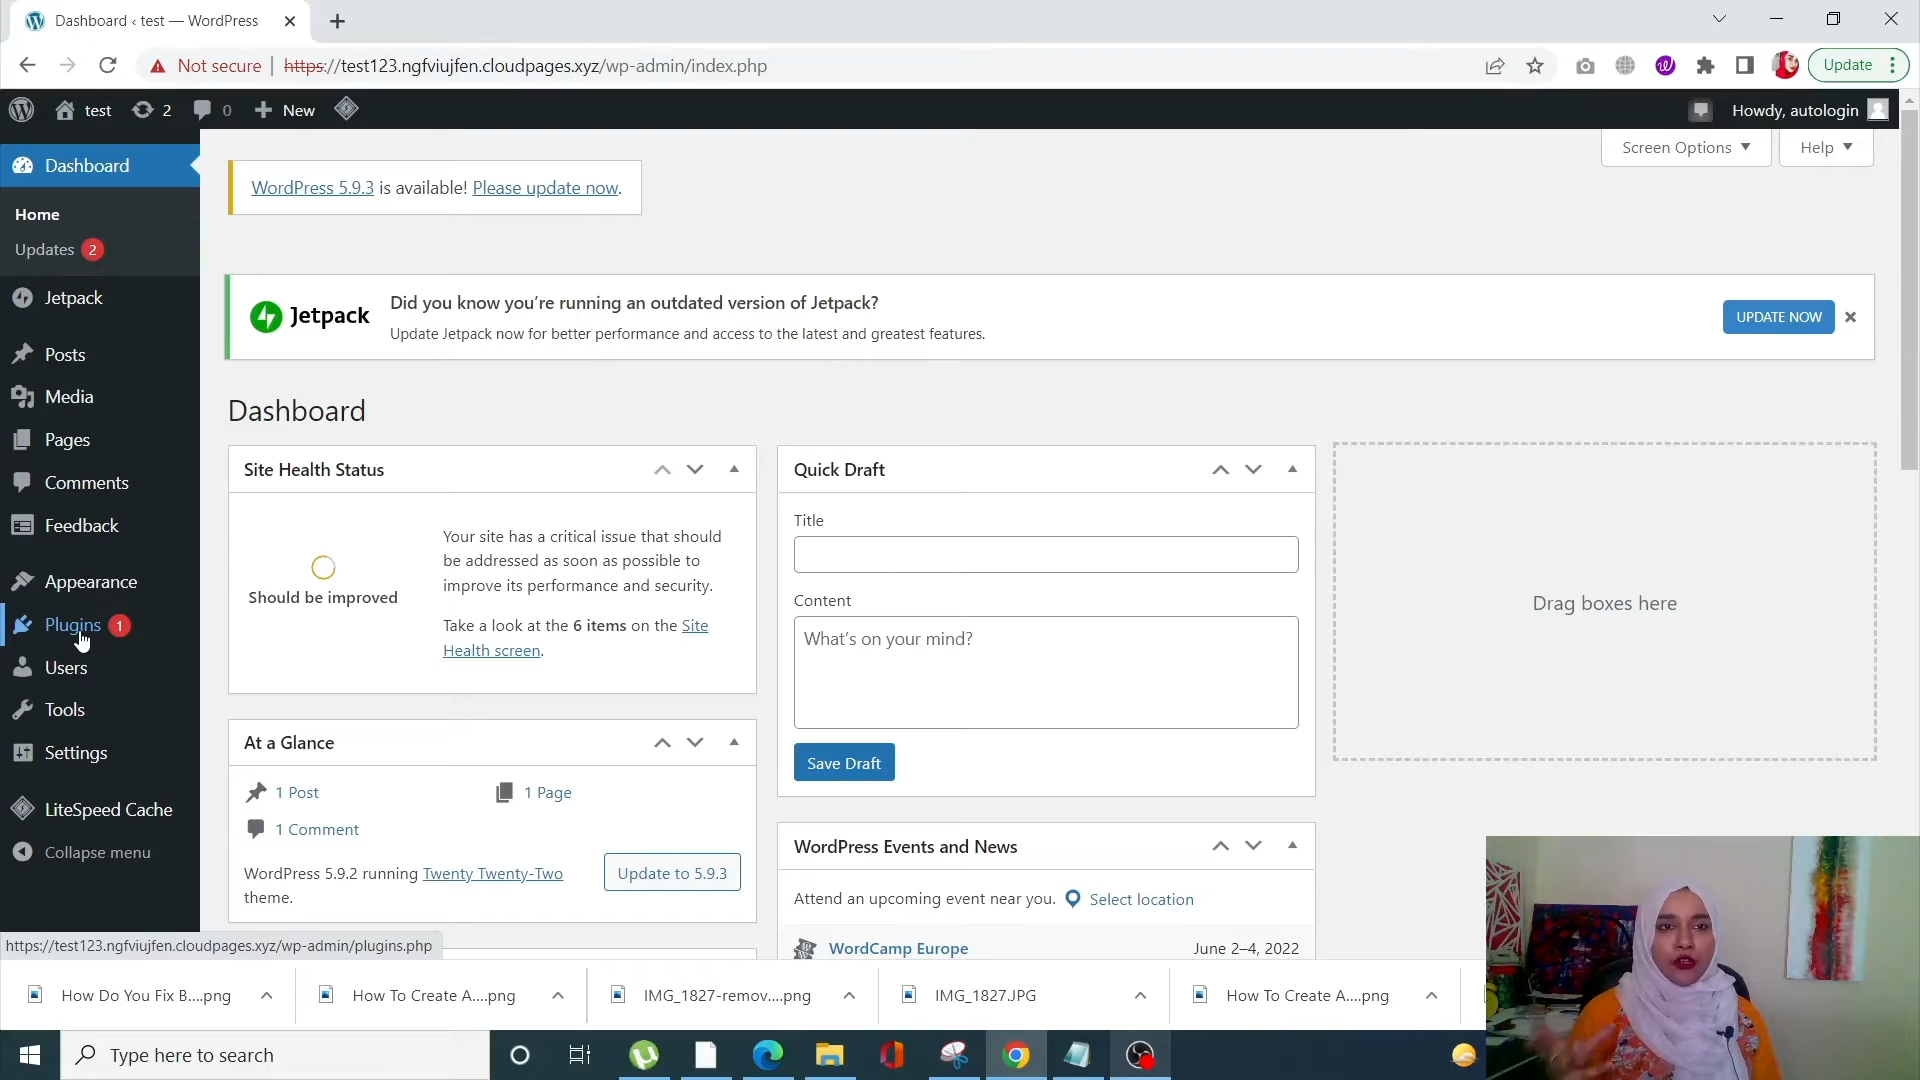 Dashboard ‹ test — WordPress
Not secure | https://test123.ngfviujfen.cloudpages.xyz/wp-admin/index.php
Update
test
2
0
New
Howdy, autologin
Dashboard
Home
Updates 2
Jetpack
Posts
Media
Pages
Comments
Feedback
Appearance
Plugins 1
Users
Tools
Settings
LiteSpeed Cache
Collapse menu
Screen Options
Help
WordPress 5.9.3 is available! Please update now.
Jetpack
Did you know you’re running an outdated version of Jetpack?
Update Jetpack now for better performance and access to the latest and greatest features.
UPDATE NOW
Dashboard
Site Health Status
Should be improved
Your site has a critical issue that should
be addressed as soon as possible to
improve its performance and security.
Take a look at the 6 items on the Site
Health screen.
At a Glance
1 Post
1 Page
1 Comment
WordPress 5.9.2 running Twenty Twenty-Two
theme.
Update to 5.9.3
Quick Draft
Title
Content
What’s on your mind?
Save Draft
WordPress Events and News
Attend an upcoming event near you.
Select location
WordCamp Europe
June 2–4, 2022
Drag boxes here
https://test123.ngfviujfen.cloudpages.xyz/wp-admin/plugins.php
How Do You Fix B....png
How To Create A....png
IMG_1827-remov....png
IMG_1827.JPG
How To Create A....png
Type here to search